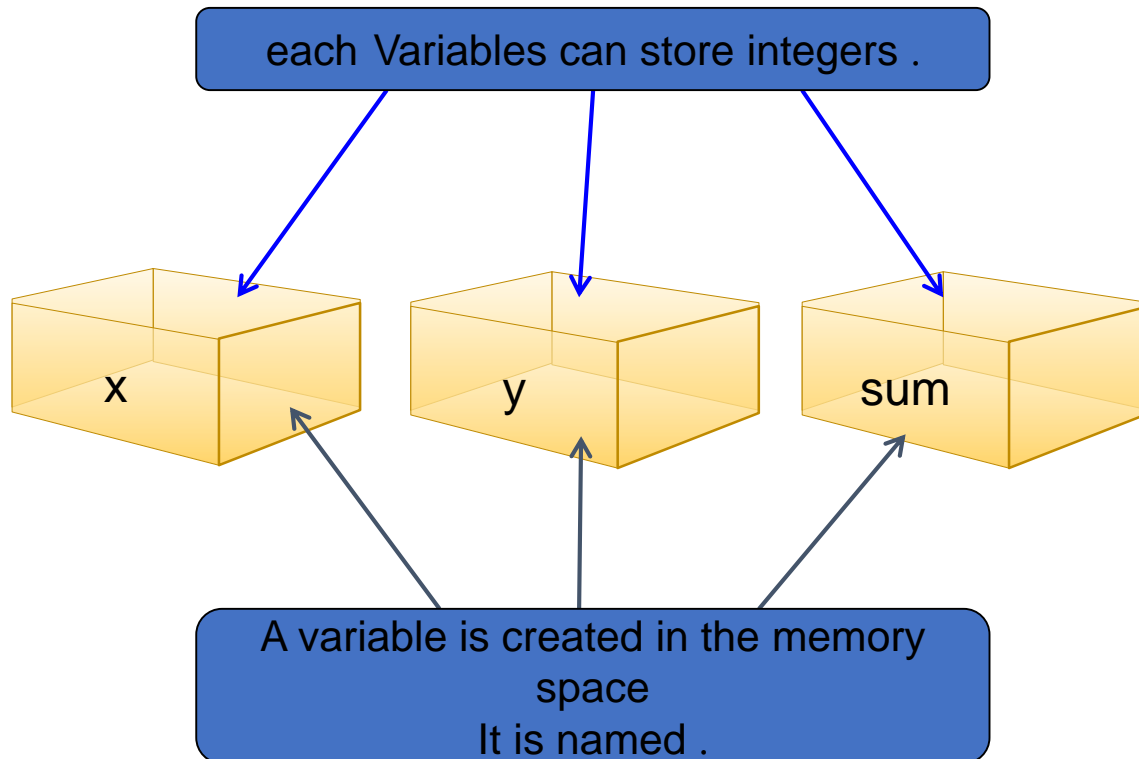 each Variables can store integers .
x
y
sum
A variable is created in the memory
space
It is named .